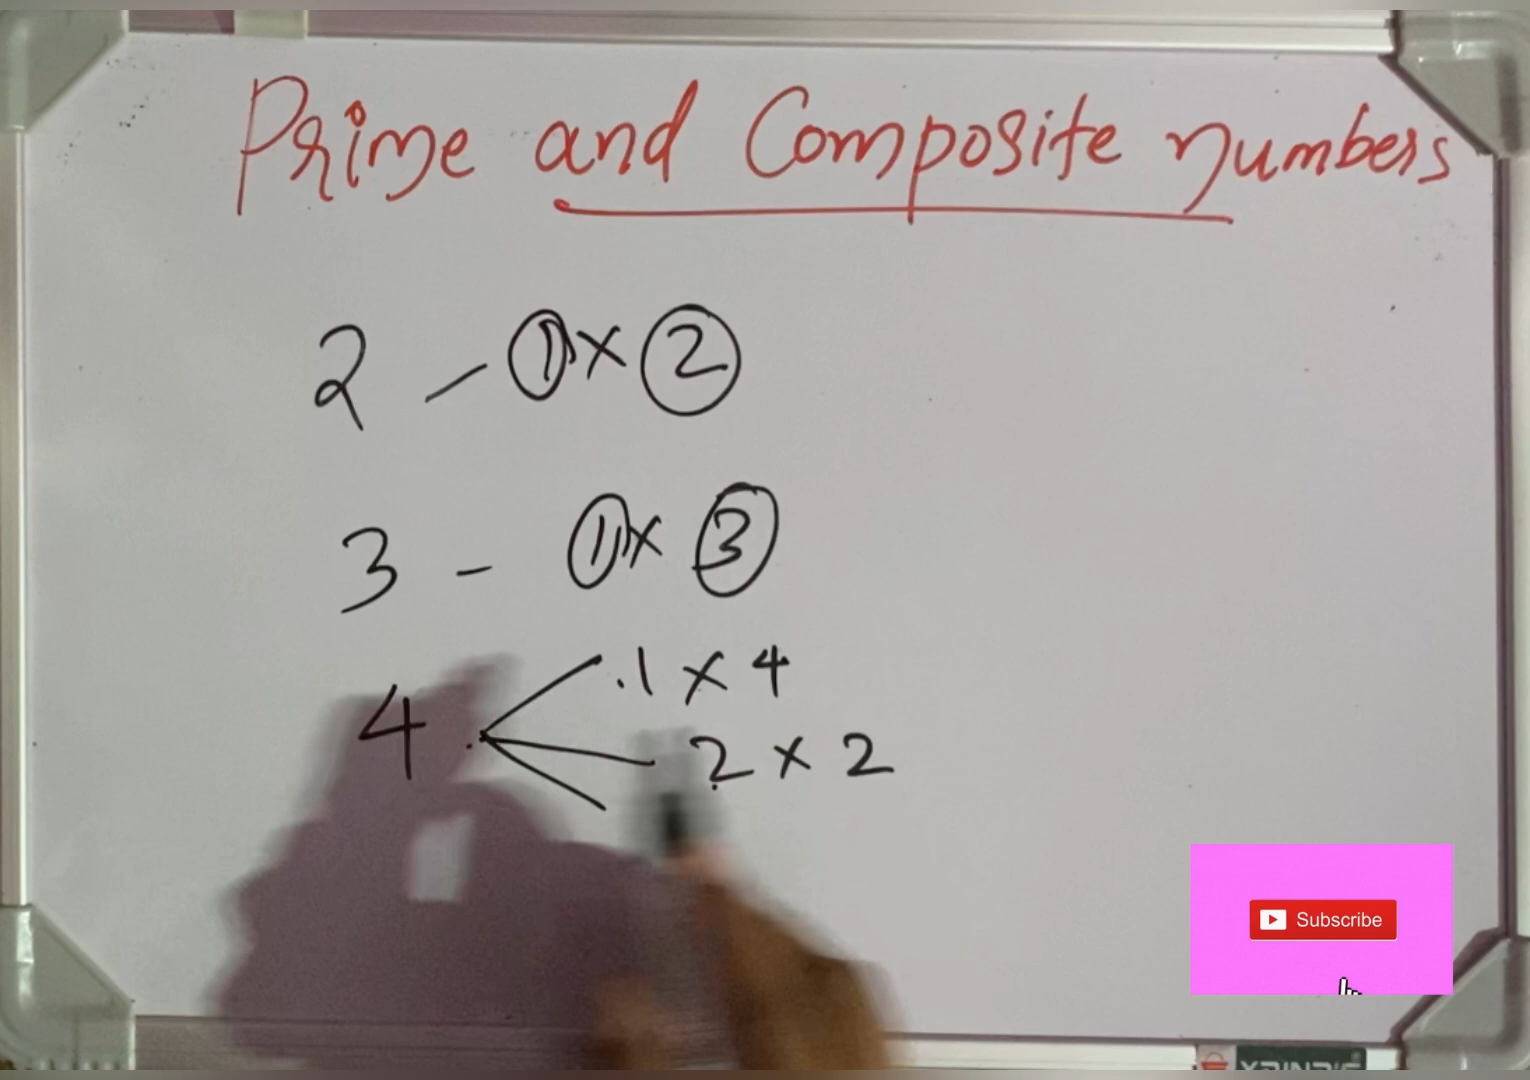 Prime and Composite numbers
2 - 1 x 2
3 - 1 x 3
4 .1 x 4
2 x 2
Subscribe